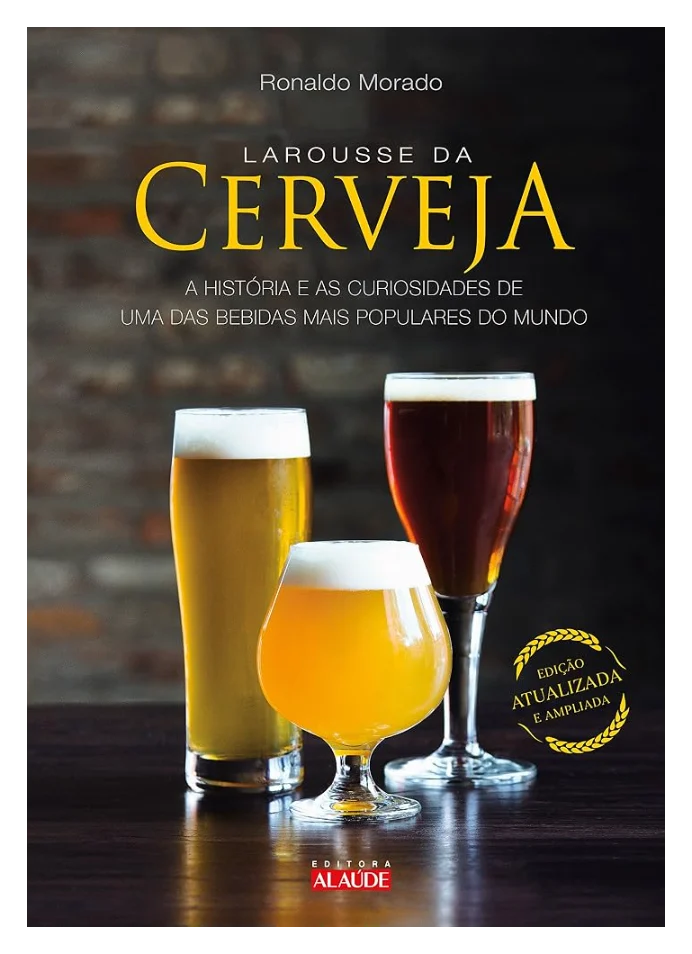 Ronaldo Morado
LAROUSSE DA
CERVEJA
A HISTÓRIA E AS CURIOSIDADES DE
UMA DAS BEBIDAS MAIS POPULARES DO MUNDO
EDIÇÃO
ATUALIZADA
E AMPLIADA
EDITORA
ALAÚDE